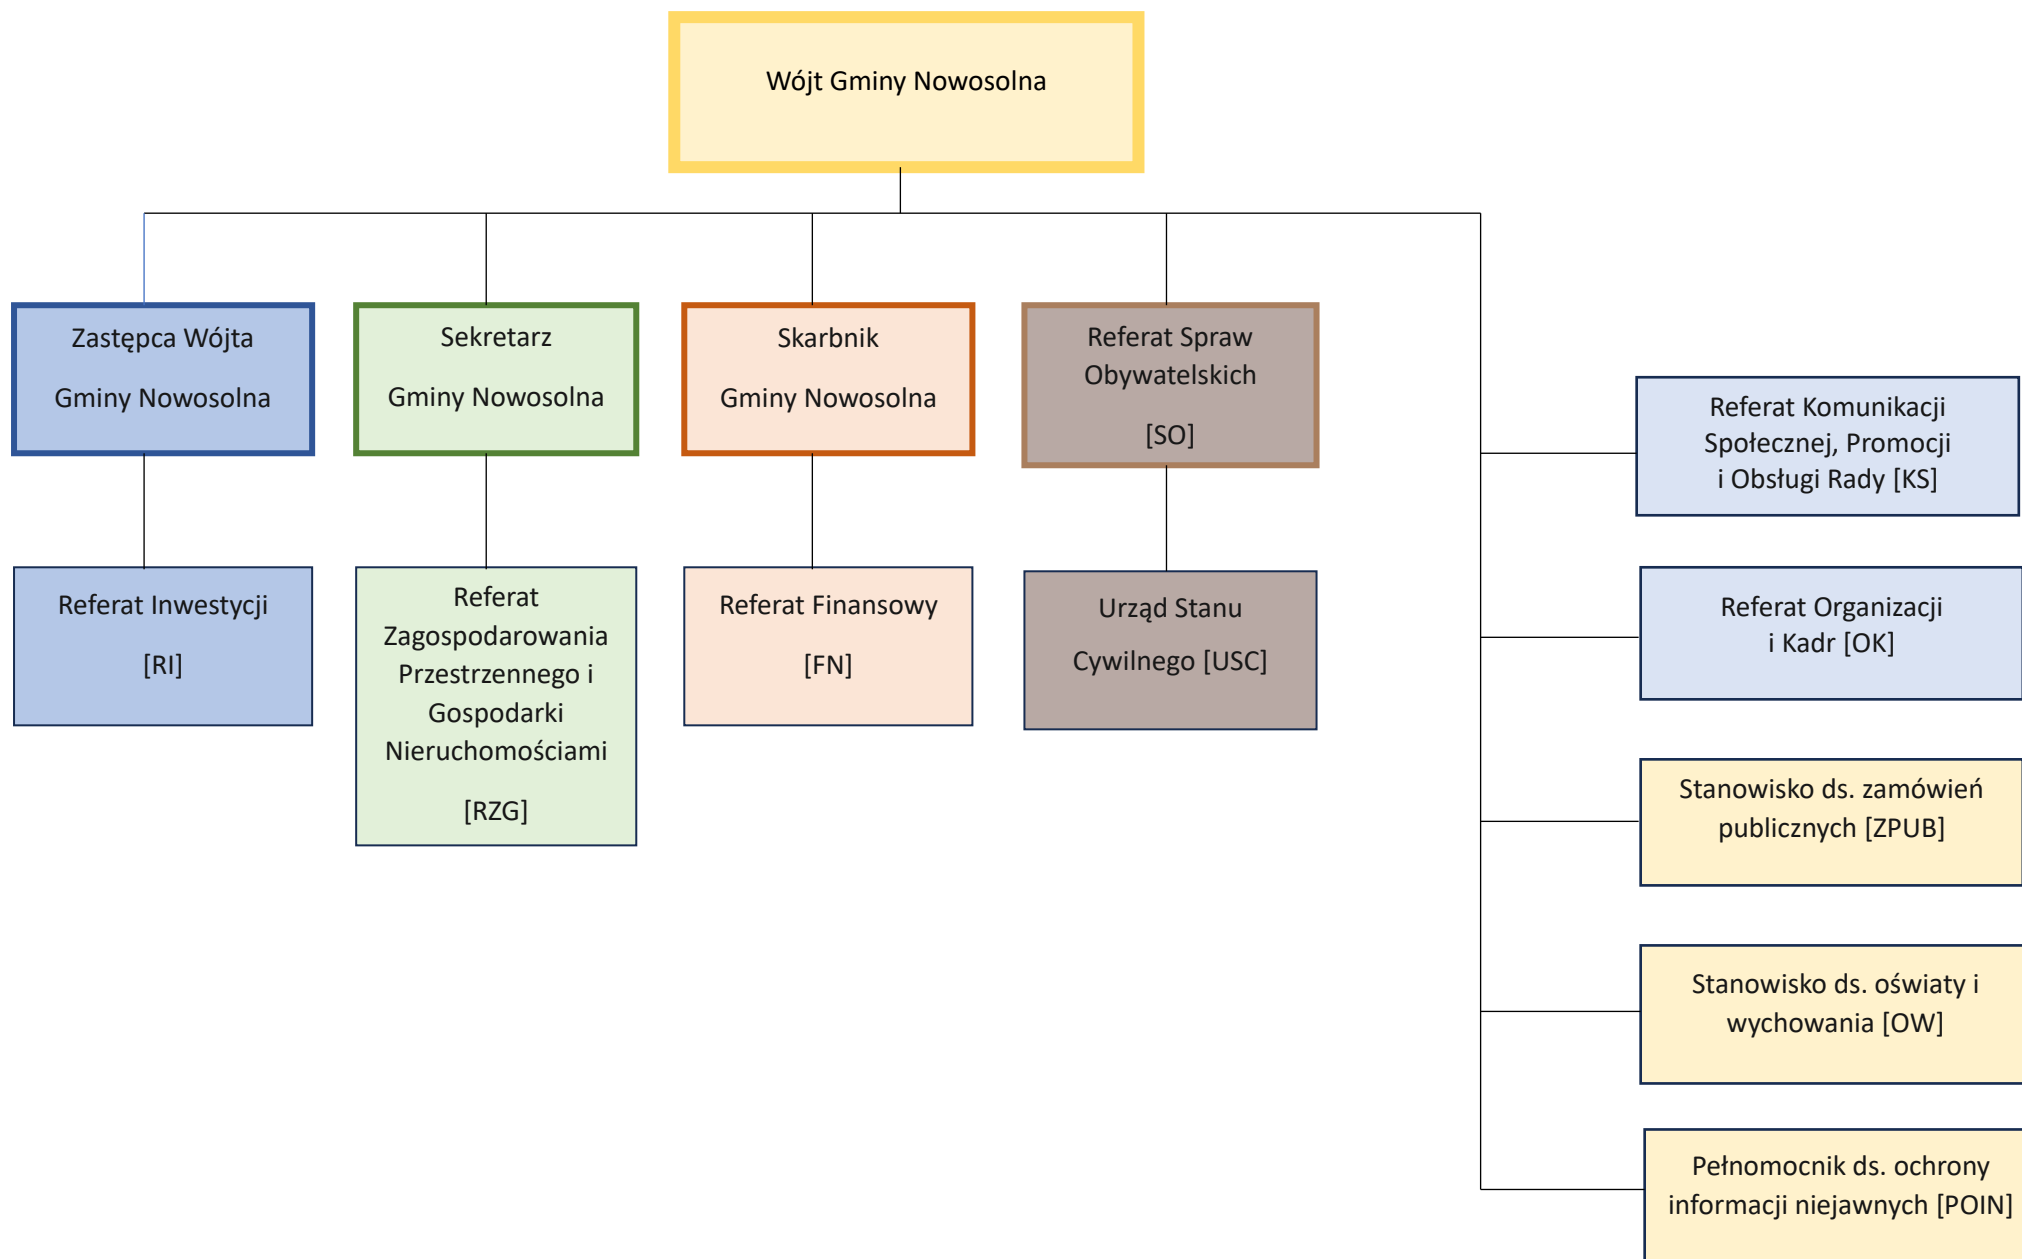 Wójt Gminy Nowosolna
Zastępca Wójta
Gminy Nowosolna
Sekretarz
Gminy Nowosolna
Skarbnik
Gminy Nowosolna
Referat Spraw
Obywatelskich
[SO]
Referat Komunikacji
Społecznej, Promocji
i Obsługi Rady [KS]
Referat Inwestycji
[RI]
Referat
Zagospodarowania
Przestrzennego i
Gospodarki
Nieruchomościami
[RZG]
Referat Finansowy
[FN]
Urząd Stanu
Cywilnego [USC]
Referat Organizacji
i Kadr [OK]
Stanowisko ds. zamówień
publicznych [ZPUB]
Stanowisko ds. oświaty i
wychowania [OW]
Pełnomocnik ds. ochrony
informacji niejawnych [POIN]